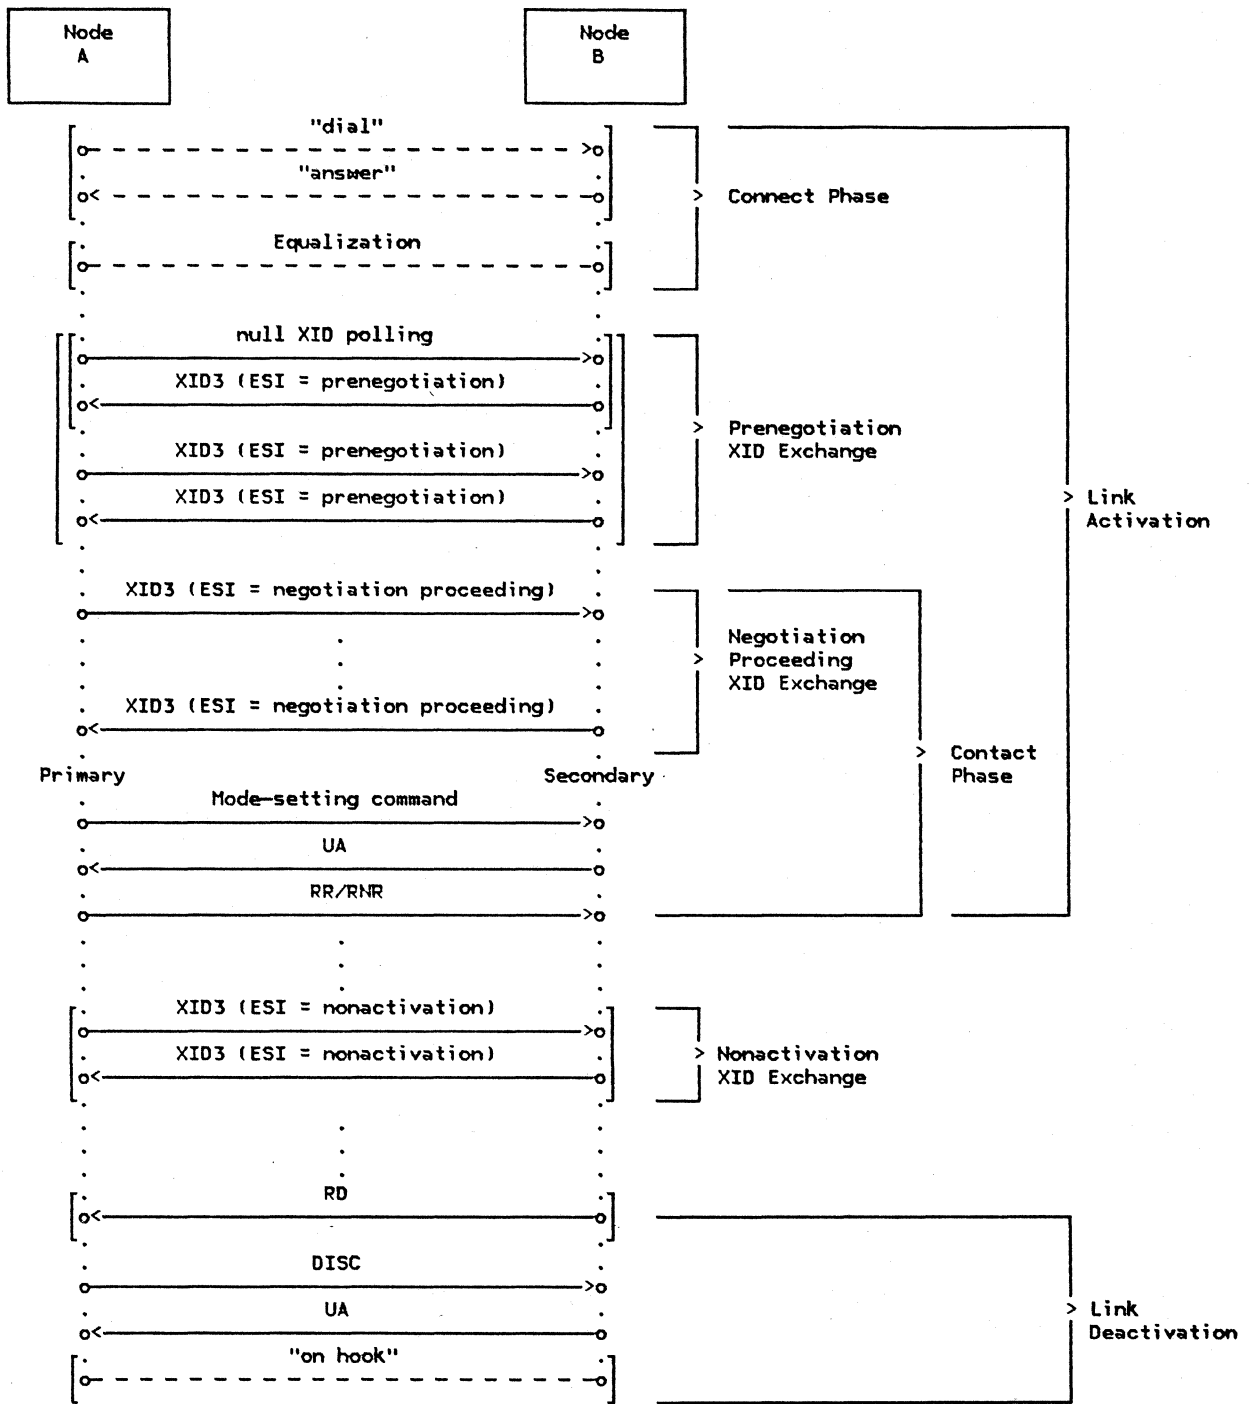 Node
A
Node
B
"dial"
"answer"
Connect Phase
Equalization
null XID polling
XID3 (ESI = prenegotiation)
Prenegotiation
XID Exchange
XID3 (ESI = prenegotiation)
XID3 (ESI = prenegotiation)
Link
Activation
XID3 (ESI = negotiation proceeding)
Negotiation
Proceeding
XID Exchange
XID3 (ESI = negotiation proceeding)
Contact
Phase
Primary
Secondary
Mode-setting command
UA
RR/RNR
XID3 (ESI = nonactivation)
XID3 (ESI = nonactivation)
Nonactivation
XID Exchange
RD
DISC
UA
Link
Deactivation
"on hook"